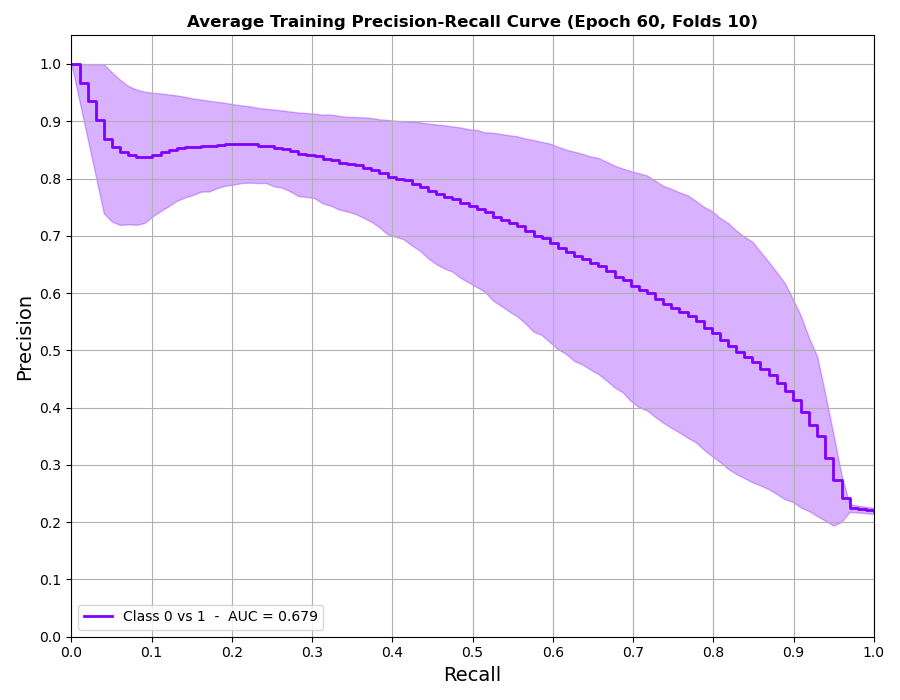 Average Training Precision-Recall Curve (Epoch 60, Folds 10)
Precision
1.0
0.9
0.8
0.7
0.6
0.5
0.4
0.3
0.2
0.1
0.0
Class 0 vs 1 - AUC = 0.679
0.0 0.1 0.2 0.3 0.4 0.5 0.6 0.7 0.8 0.9 1.0
Recall